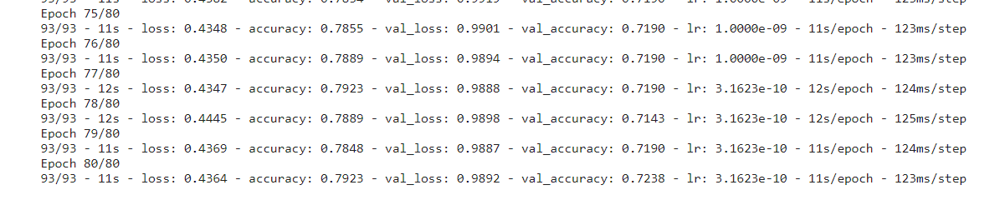 Epoch 75/80
93/93 - 11s - loss: 0.4348 - accuracy: 0.7855 - val_loss: 0.9901 - val_accuracy: 0.7190 - lr: 1.0000e-09 - 11s/epoch - 123ms/step
Epoch 76/80
93/93 - 11s - loss: 0.4350 - accuracy: 0.7889 - val_loss: 0.9894 - val_accuracy: 0.7190 - lr: 1.0000e-09 - 11s/epoch - 123ms/step
Epoch 77/80
93/93 - 12s - loss: 0.4347 - accuracy: 0.7923 - val_loss: 0.9888 - val_accuracy: 0.7190 - lr: 3.1623e-10 - 12s/epoch - 124ms/step
Epoch 78/80
93/93 - 12s - loss: 0.4445 - accuracy: 0.7889 - val_loss: 0.9898 - val_accuracy: 0.7143 - lr: 3.1623e-10 - 12s/epoch - 125ms/step
Epoch 79/80
93/93 - 11s - loss: 0.4369 - accuracy: 0.7848 - val_loss: 0.9887 - val_accuracy: 0.7190 - lr: 3.1623e-10 - 11s/epoch - 124ms/step
Epoch 80/80
93/93 - 11s - loss: 0.4364 - accuracy: 0.7923 - val_loss: 0.9892 - val_accuracy: 0.7238 - lr: 3.1623e-10 - 11s/epoch - 123ms/step